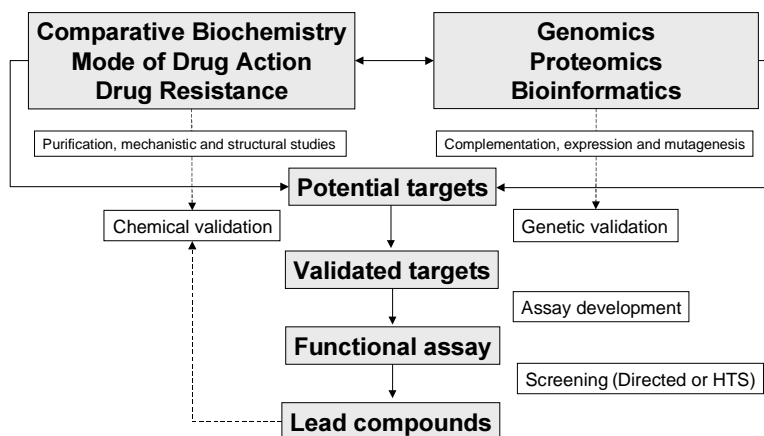 Comparative Biochemistry
Mode of Drug Action
Drug Resistance
Genomics
Proteomics
Bioinformatics
Purification, mechanistic and structural studies
Complementation, expression and mutagenesis
Potential targets
Chemical validation
Genetic validation
Validated targets
Assay development
Functional assay
Screening (Directed or HTS)
Lead compounds